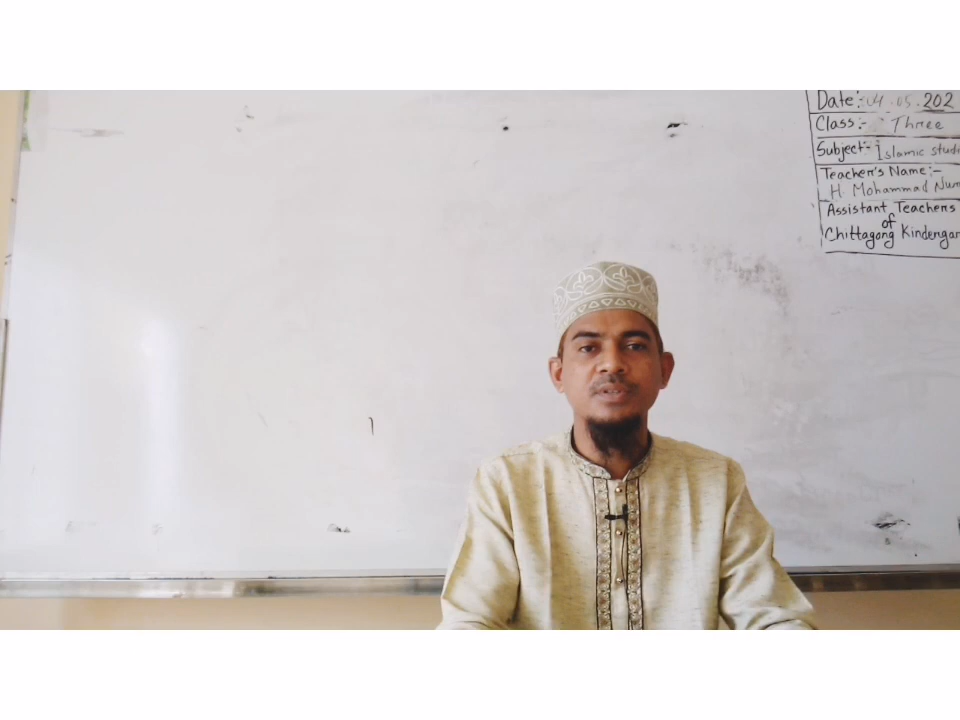 Date:- 04.05.202
Class:- Three
Subject:- Islamic studi
Teacher's Name:-
H. Mohammad Num
Assistant Teachers
of
Chittagong Kindergar